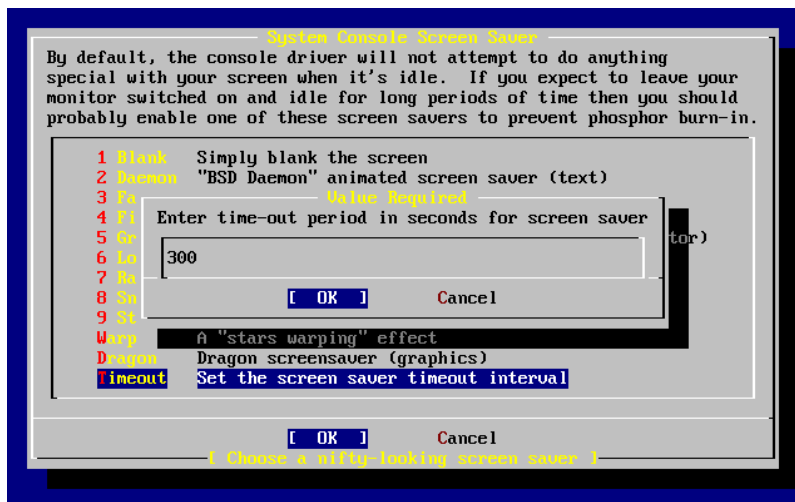 System Console Screen Saver
By default, the console driver will not attempt to do anything
special with your screen when it's idle.  If you expect to leave your
monitor switched on and idle for long periods of time then you should
probably enable one of these screen savers to prevent phosphor burn-in.
1 Blank Simply blank the screen
2 Daemon "BSD Daemon" animated screen saver (text)
3 Fa
Value Required
4 Fi
Enter time-out period in seconds for screen saver
5 Gr
tor)
6 Lo
300
7 Ra
8 Sn
[ OK ] Cancel
9 St
Warp A "stars warping" effect
Dragon Dragon screensaver (graphics)
Timeout Set the screen saver timeout interval
[ OK ] Cancel
[ Choose a nifty-looking screen saver ]